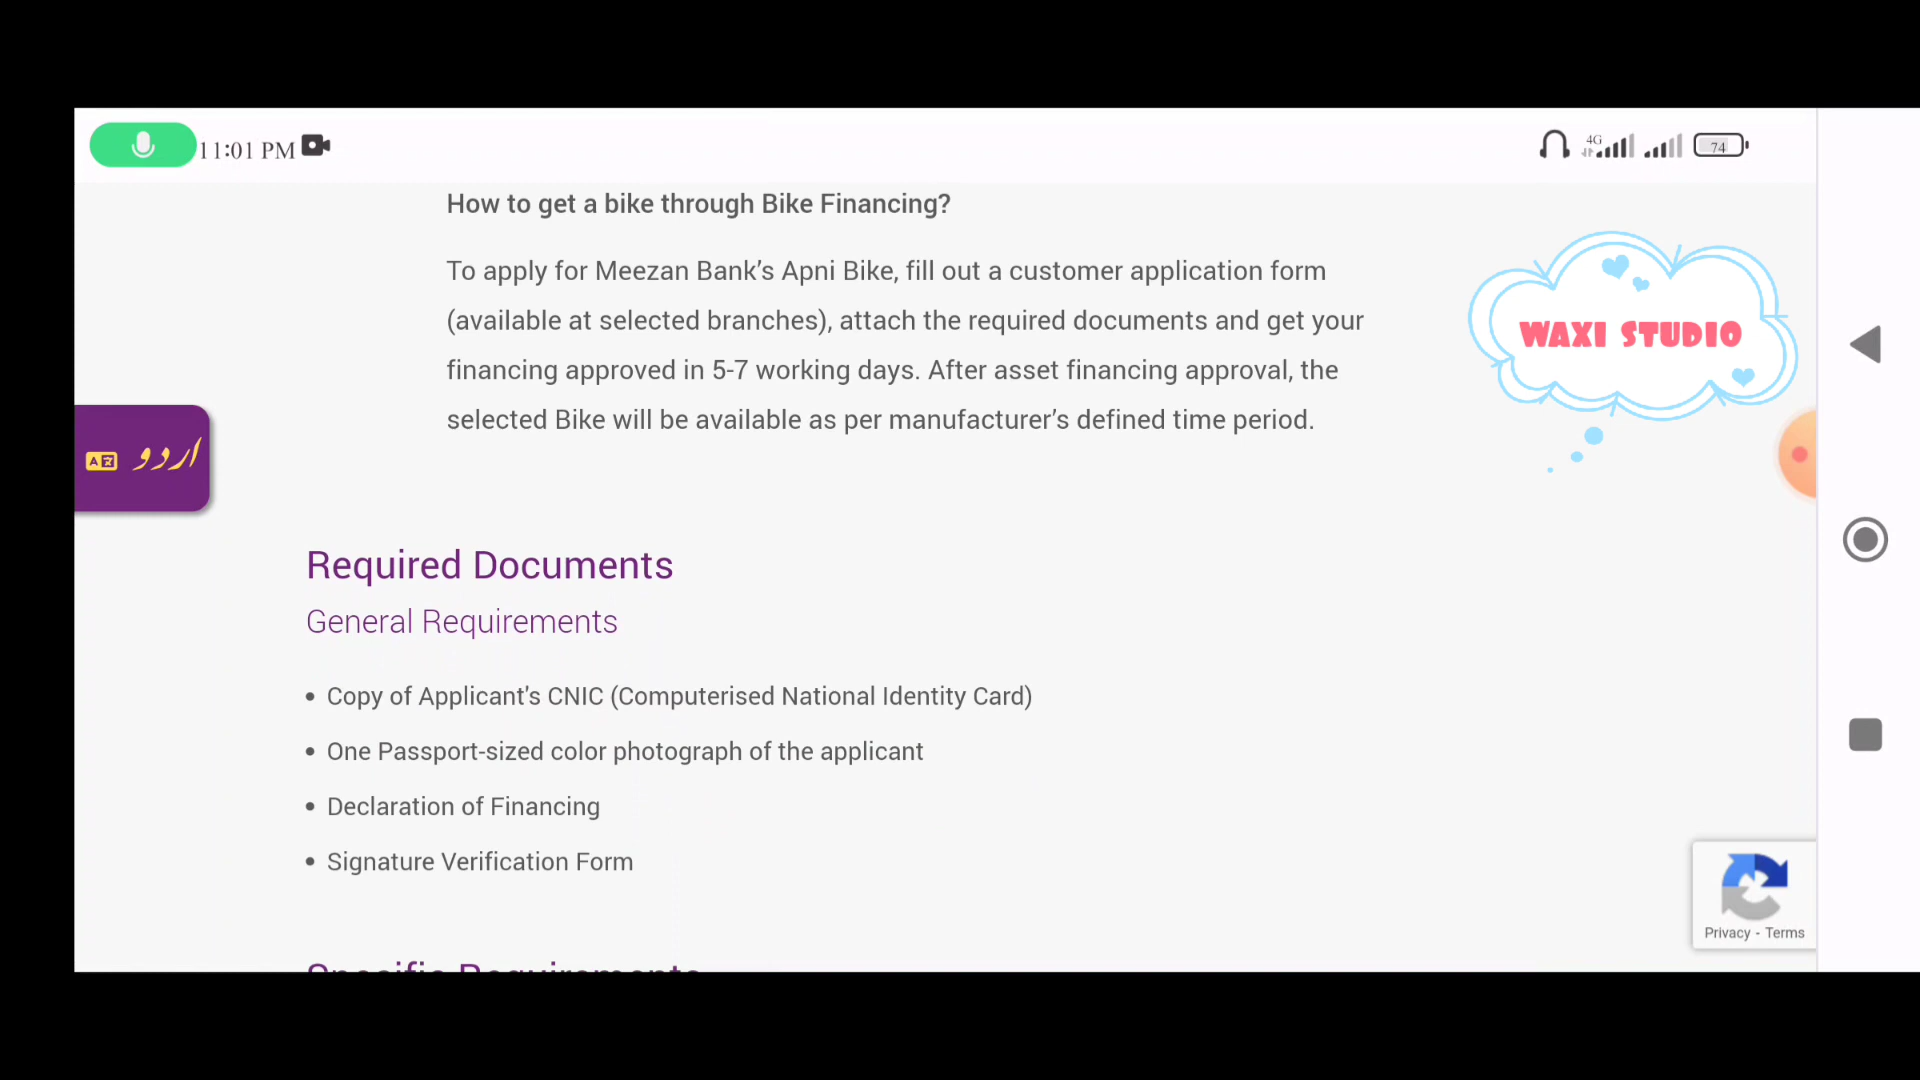 11:01 PM
4G
74
How to get a bike through Bike Financing?
To apply for Meezan Bank’s Apni Bike, fill out a customer application form
(available at selected branches), attach the required documents and get your
financing approved in 5-7 working days. After asset financing approval, the
selected Bike will be available as per manufacturer’s defined time period.
WAXI STUDIO
اردو
Required Documents
General Requirements
• Copy of Applicant's CNIC (Computerised National Identity Card)
• One Passport-sized color photograph of the applicant
• Declaration of Financing
• Signature Verification Form
Privacy - Terms
Specific Requirements